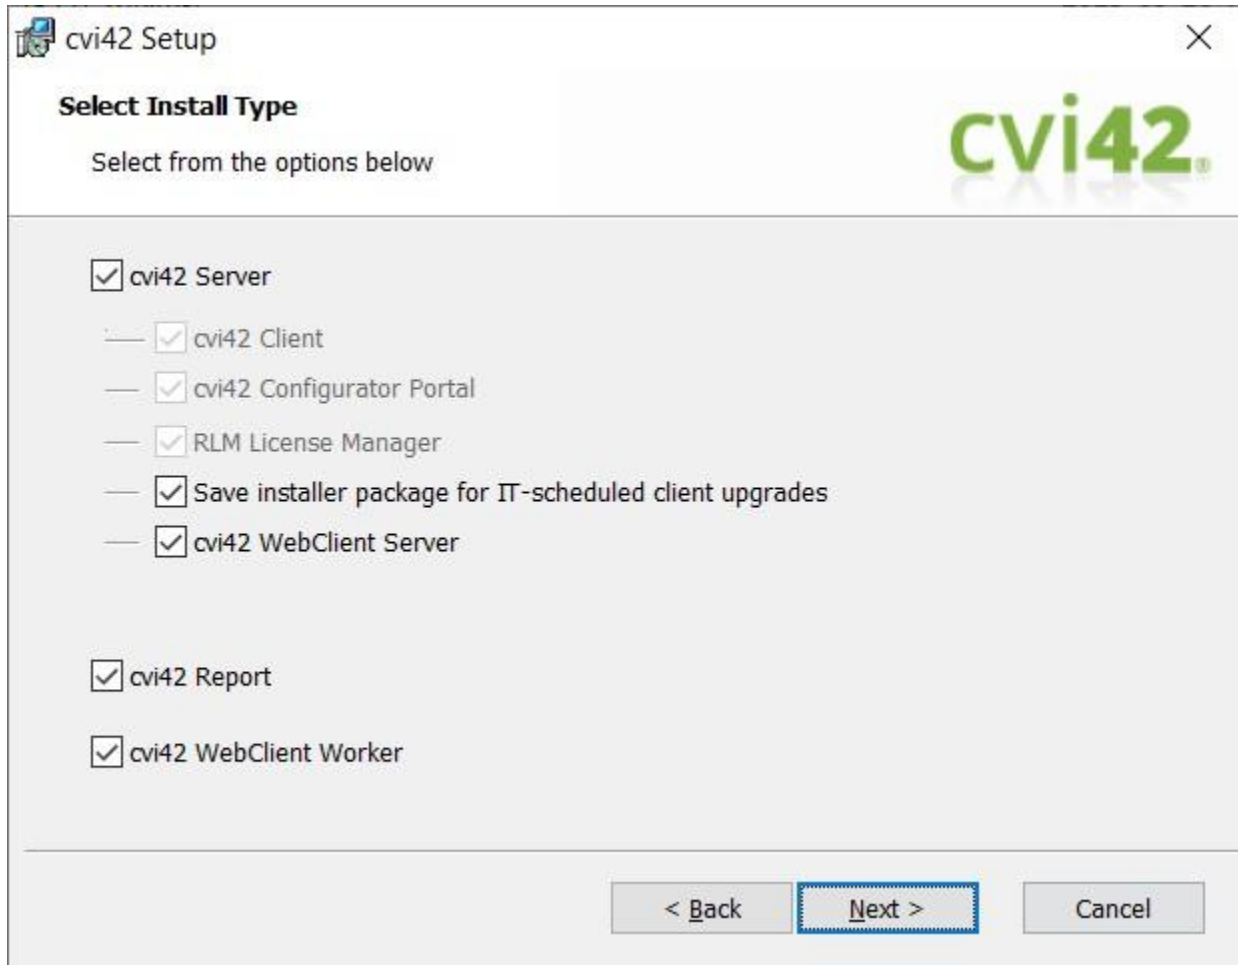 cvi42 Setup
Select Install Type
Select from the options below
cvi42®
cvi42 Server
cvi42 Client
cvi42 Configurator Portal
RLM License Manager
Save installer package for IT-scheduled client upgrades
cvi42 WebClient Server
cvi42 Report
cvi42 WebClient Worker
< Back
Next >
Cancel